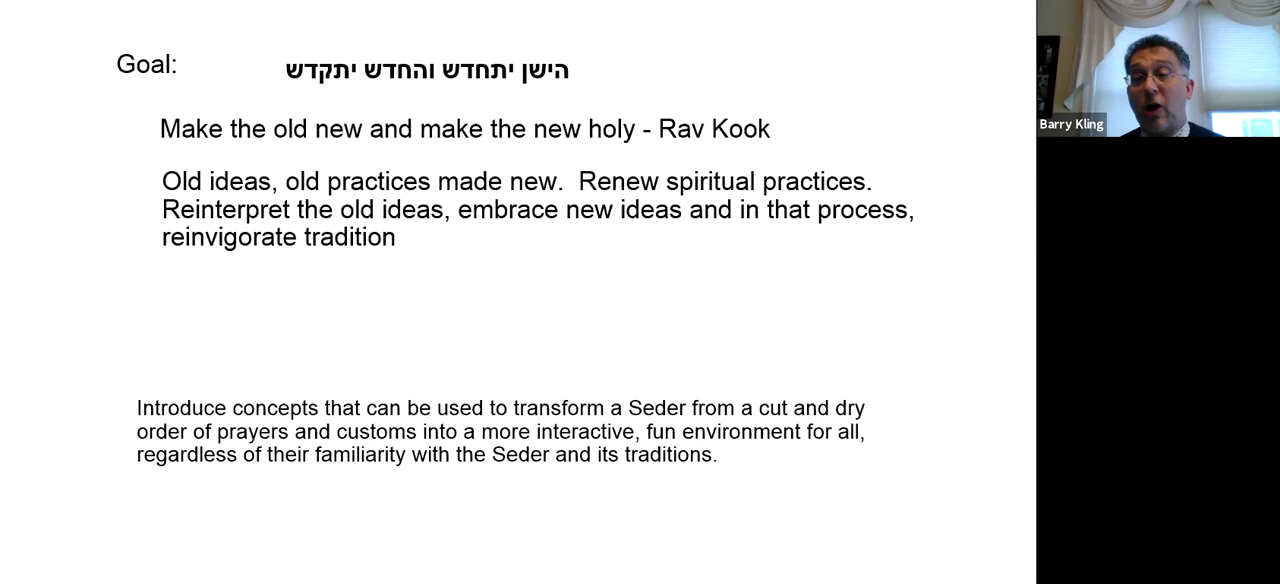 Goal:
הישן יתחדש והחדש יתקדש
Make the old new and make the new holy - Rav Kook
Old ideas, old practices made new.  Renew spiritual practices.
Reinterpret the old ideas, embrace new ideas and in that process,
reinvigorate tradition
Introduce concepts that can be used to transform a Seder from a cut and dry
order of prayers and customs into a more interactive, fun environment for all,
regardless of their familiarity with the Seder and its traditions.
Barry Kling